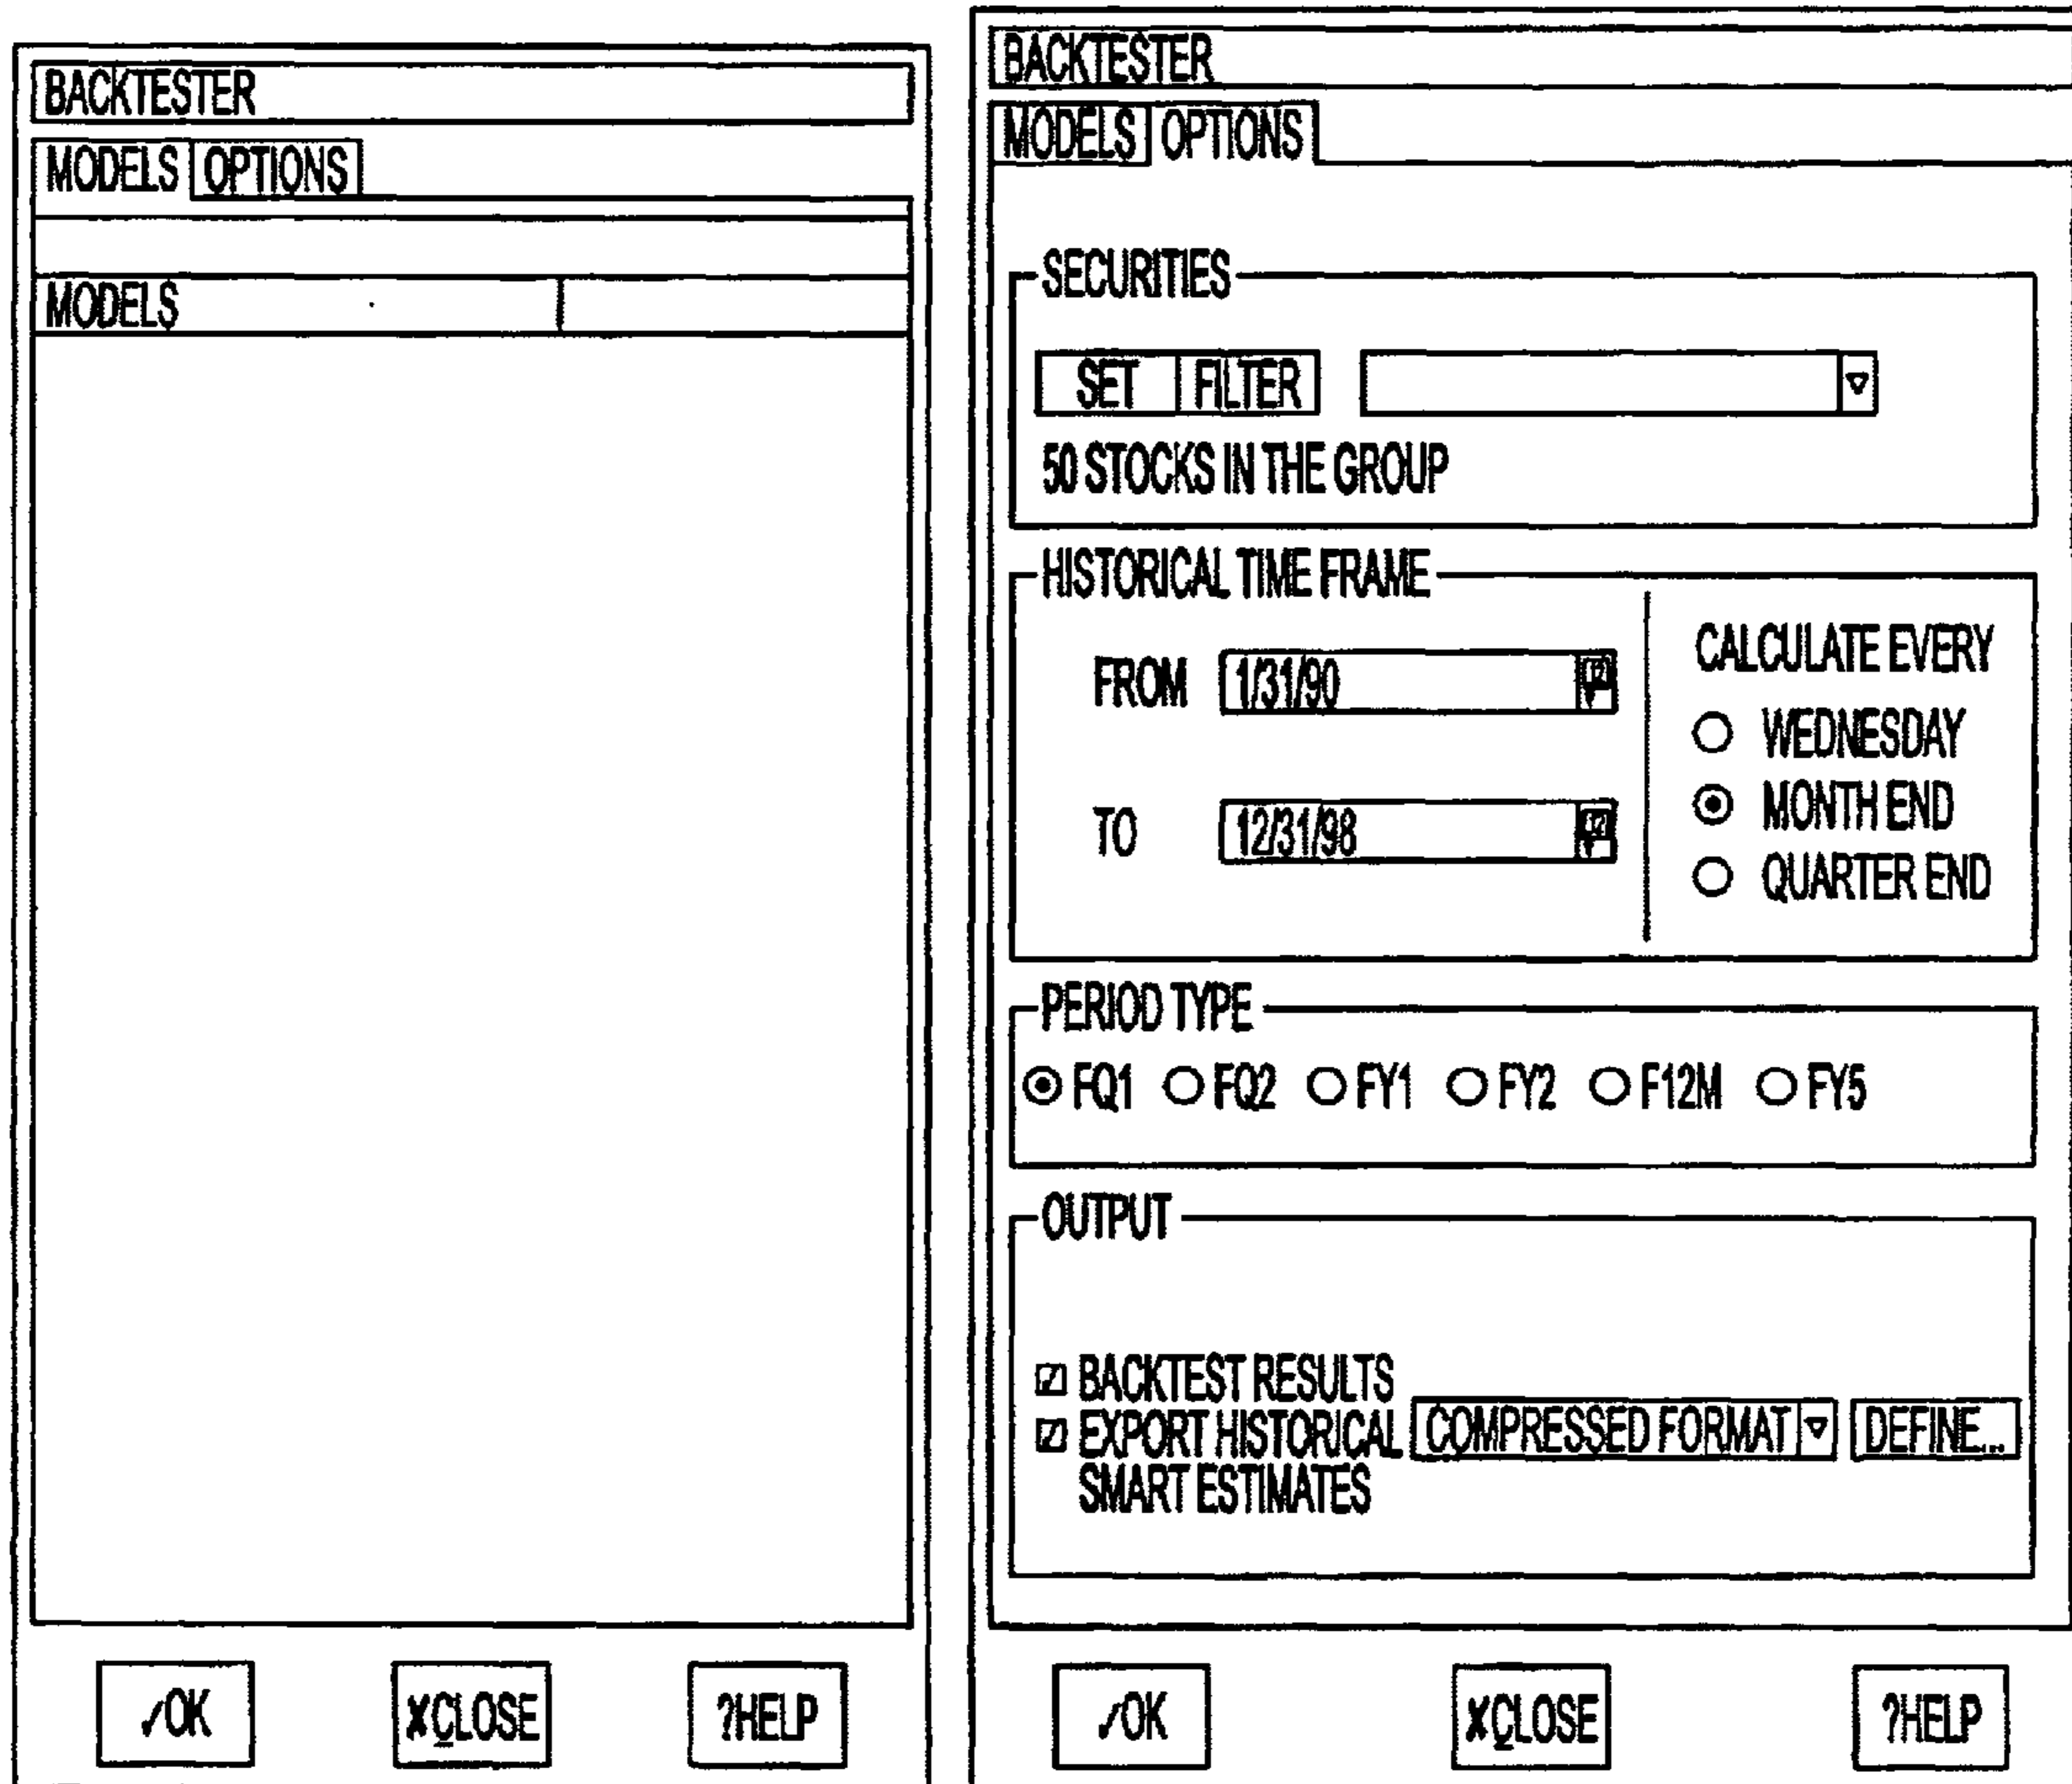 BACKTESTER
MODELS OPTIONS
MODELS
✓OK ✗CLOSE ?HELP
BACKTESTER
MODELS OPTIONS
SECURITIES
SET FILTER
50 STOCKS IN THE GROUP
HISTORICAL TIME FRAME
FROM 1/31/90
TO 12/31/98
CALCULATE EVERY
WEDNESDAY
MONTH END
QUARTER END
PERIOD TYPE
FQ1 FQ2 FY1 FY2 F12M FY5
OUTPUT
BACKTEST RESULTS
EXPORT HISTORICAL COMPRESSED FORMAT DEFINE...
SMART ESTIMATES
✓OK ✗CLOSE ?HELP